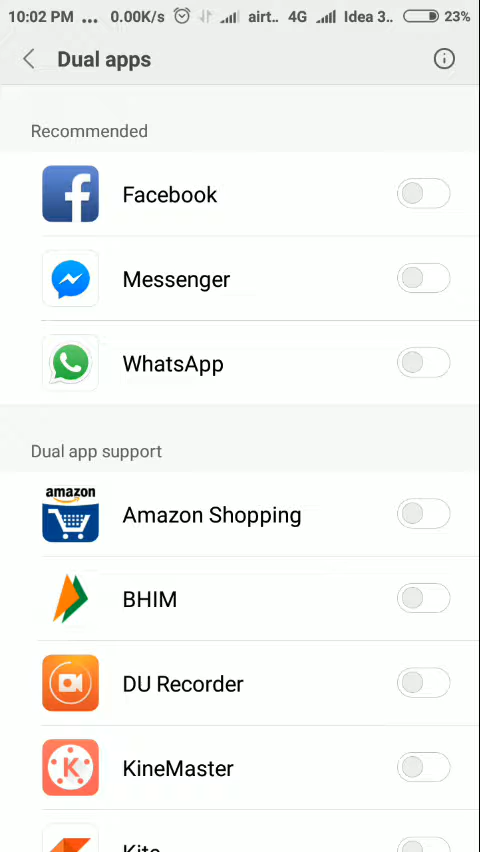 10:02 PM ... 0.00K/s airt.. 4G Idea 3.. 23%
Dual apps
Recommended
Facebook
Messenger
WhatsApp
Dual app support
amazon
Amazon Shopping
BHIM
DU Recorder
K
KineMaster